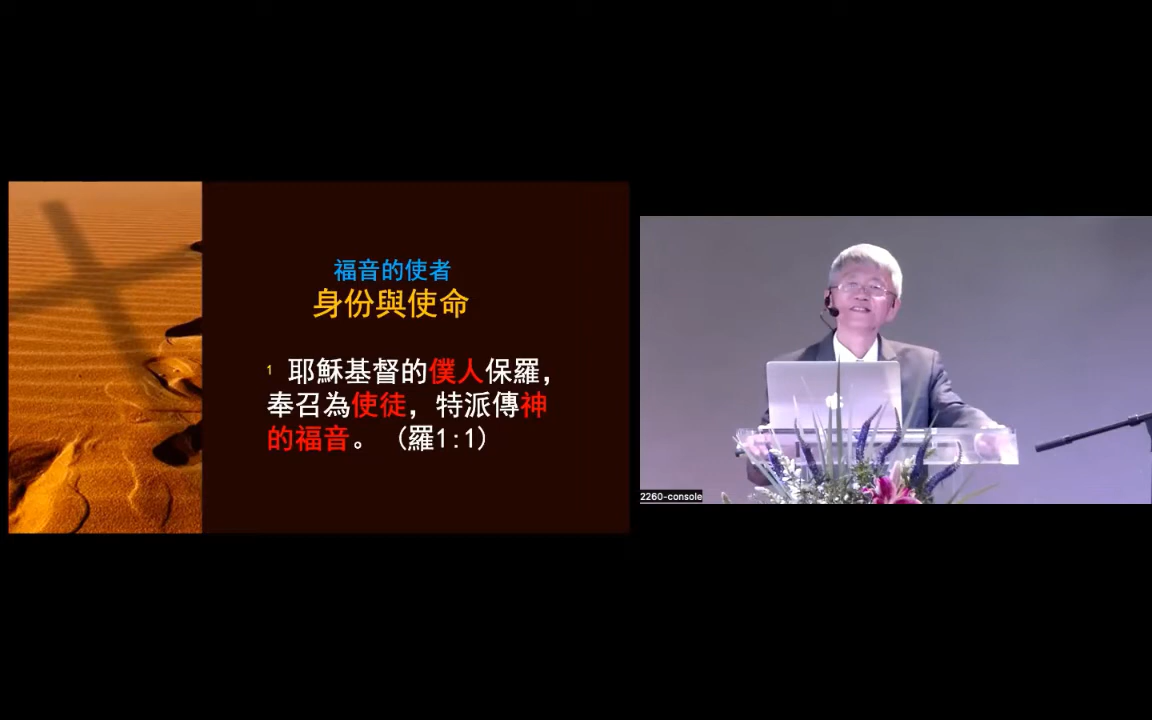 福音的使者
身份與使命
1 耶穌基督的僕人保羅，
奉召為使徒，特派傳神
的福音。（羅1:1）
2260-console